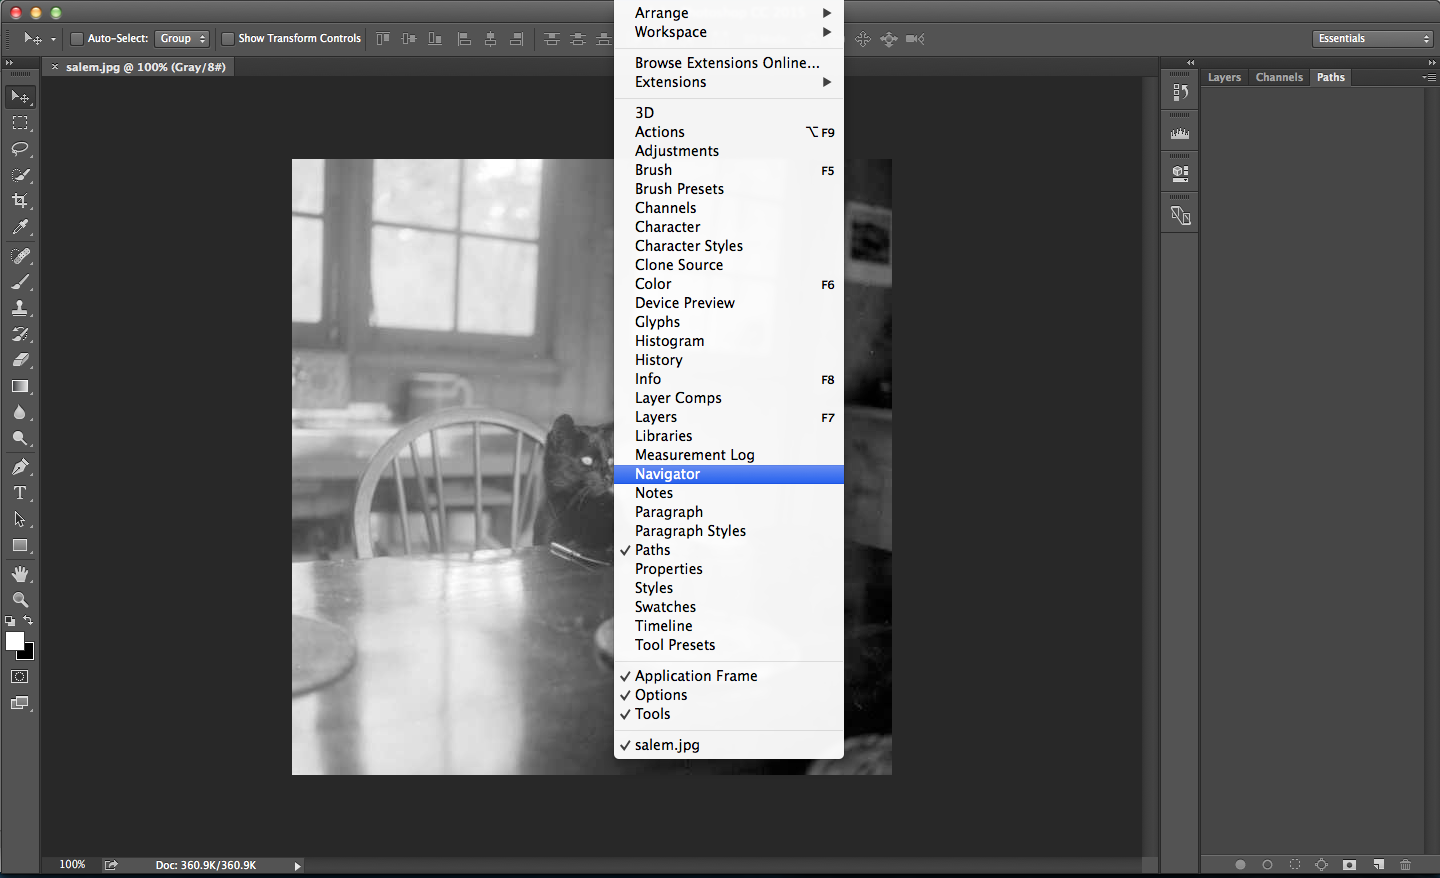 Auto-Select:
Group
Show Transform Controls
Essentials
salem.jpg @ 100% (Gray/8#)
Arrange
Workspace
Browse Extensions Online...
Extensions
3D
Actions ⌥F9
Adjustments
Brush F5
Brush Presets
Channels
Character
Character Styles
Clone Source
Color F6
Device Preview
Glyphs
Histogram
History
Info F8
Layer Comps
Layers F7
Libraries
Measurement Log
Navigator
Notes
Paragraph
Paragraph Styles
Paths
Properties
Styles
Swatches
Timeline
Tool Presets
Application Frame
Options
Tools
salem.jpg
Layers Channels Paths
100%
Doc: 360.9K/360.9K